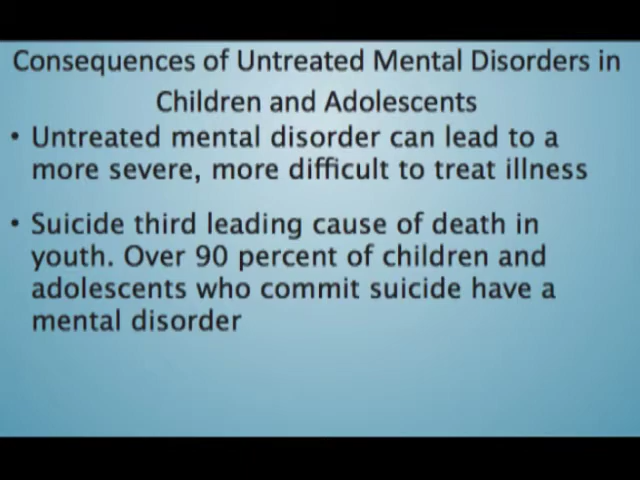 Consequences of Untreated Mental Disorders in
Children and Adolescents
• Untreated mental disorder can lead to a
more severe, more difficult to treat illness
• Suicide third leading cause of death in
youth. Over 90 percent of children and
adolescents who commit suicide have a
mental disorder